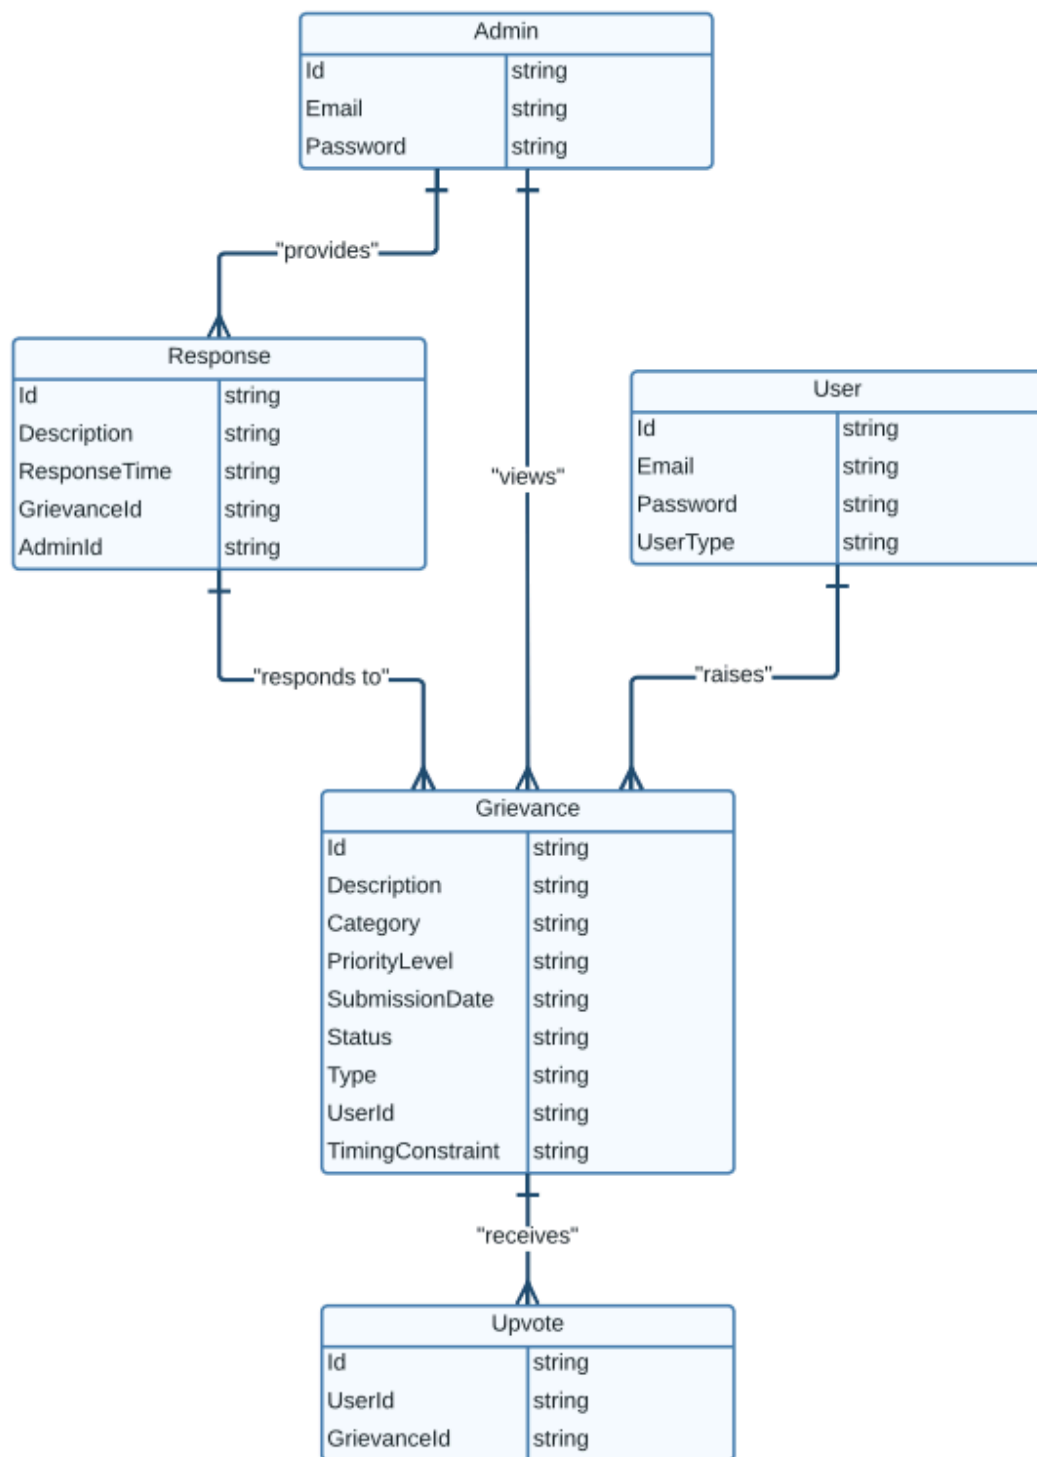 Admin
Id string
Email string
Password string
"provides"
Response
Id string
Description string
ResponseTime string
GrievanceId string
AdminId string
"views"
User
Id string
Email string
Password string
UserType string
"responds to"
"raises"
Grievance
Id string
Description string
Category string
PriorityLevel string
SubmissionDate string
Status string
Type string
UserId string
TimingConstraint string
"receives"
Upvote
Id string
UserId string
GrievanceId string